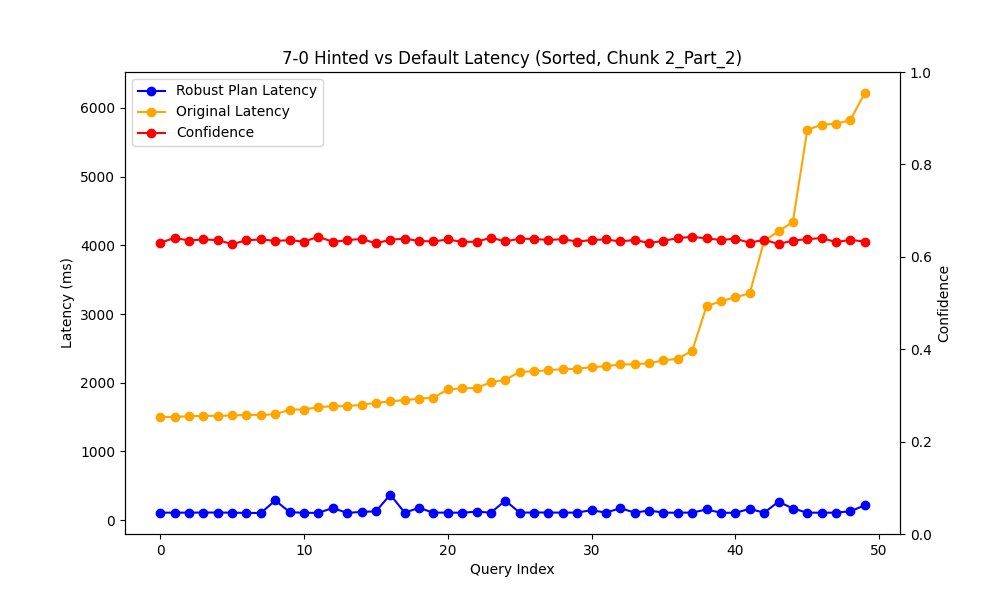 7-0 Hinted vs Default Latency (Sorted, Chunk 2_Part_2)
Robust Plan Latency
Original Latency
Confidence
6000
5000
4000
3000
2000
1000
0
Latency (ms)
1.0
0.8
0.6
0.4
0.2
0.0
Confidence
0 10 20 30 40 50
Query Index